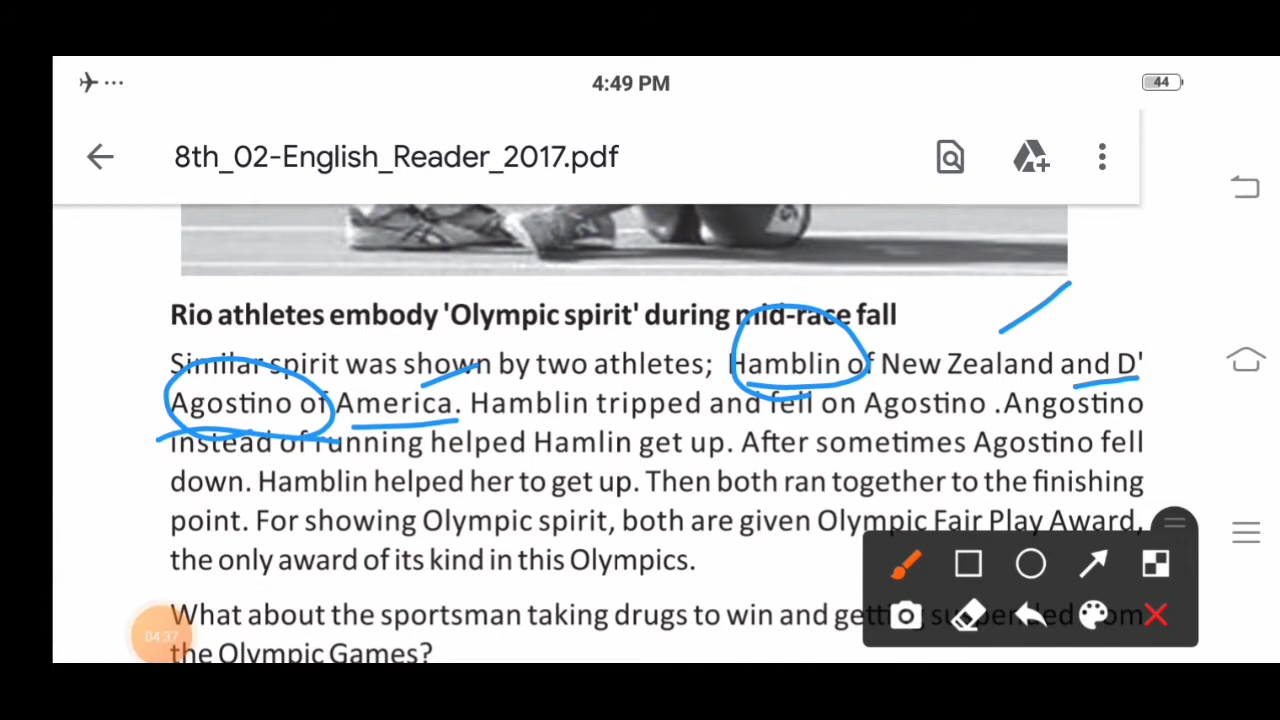 4:49 PM
44
8th_02-English_Reader_2017.pdf
Rio athletes embody 'Olympic spirit' during mid-race fall
Similar spirit was shown by two athletes; Hamblin of New Zealand and D'
Agostino of America. Hamblin tripped and fell on Agostino .Angostino
instead of running helped Hamlin get up. After sometimes Agostino fell
down. Hamblin helped her to get up. Then both ran together to the finishing
point. For showing Olympic spirit, both are given Olympic Fair Play Award,
the only award of its kind in this Olympics.
What about the sportsman taking drugs to win and getting suspended from
the Olympic Games?
04:37